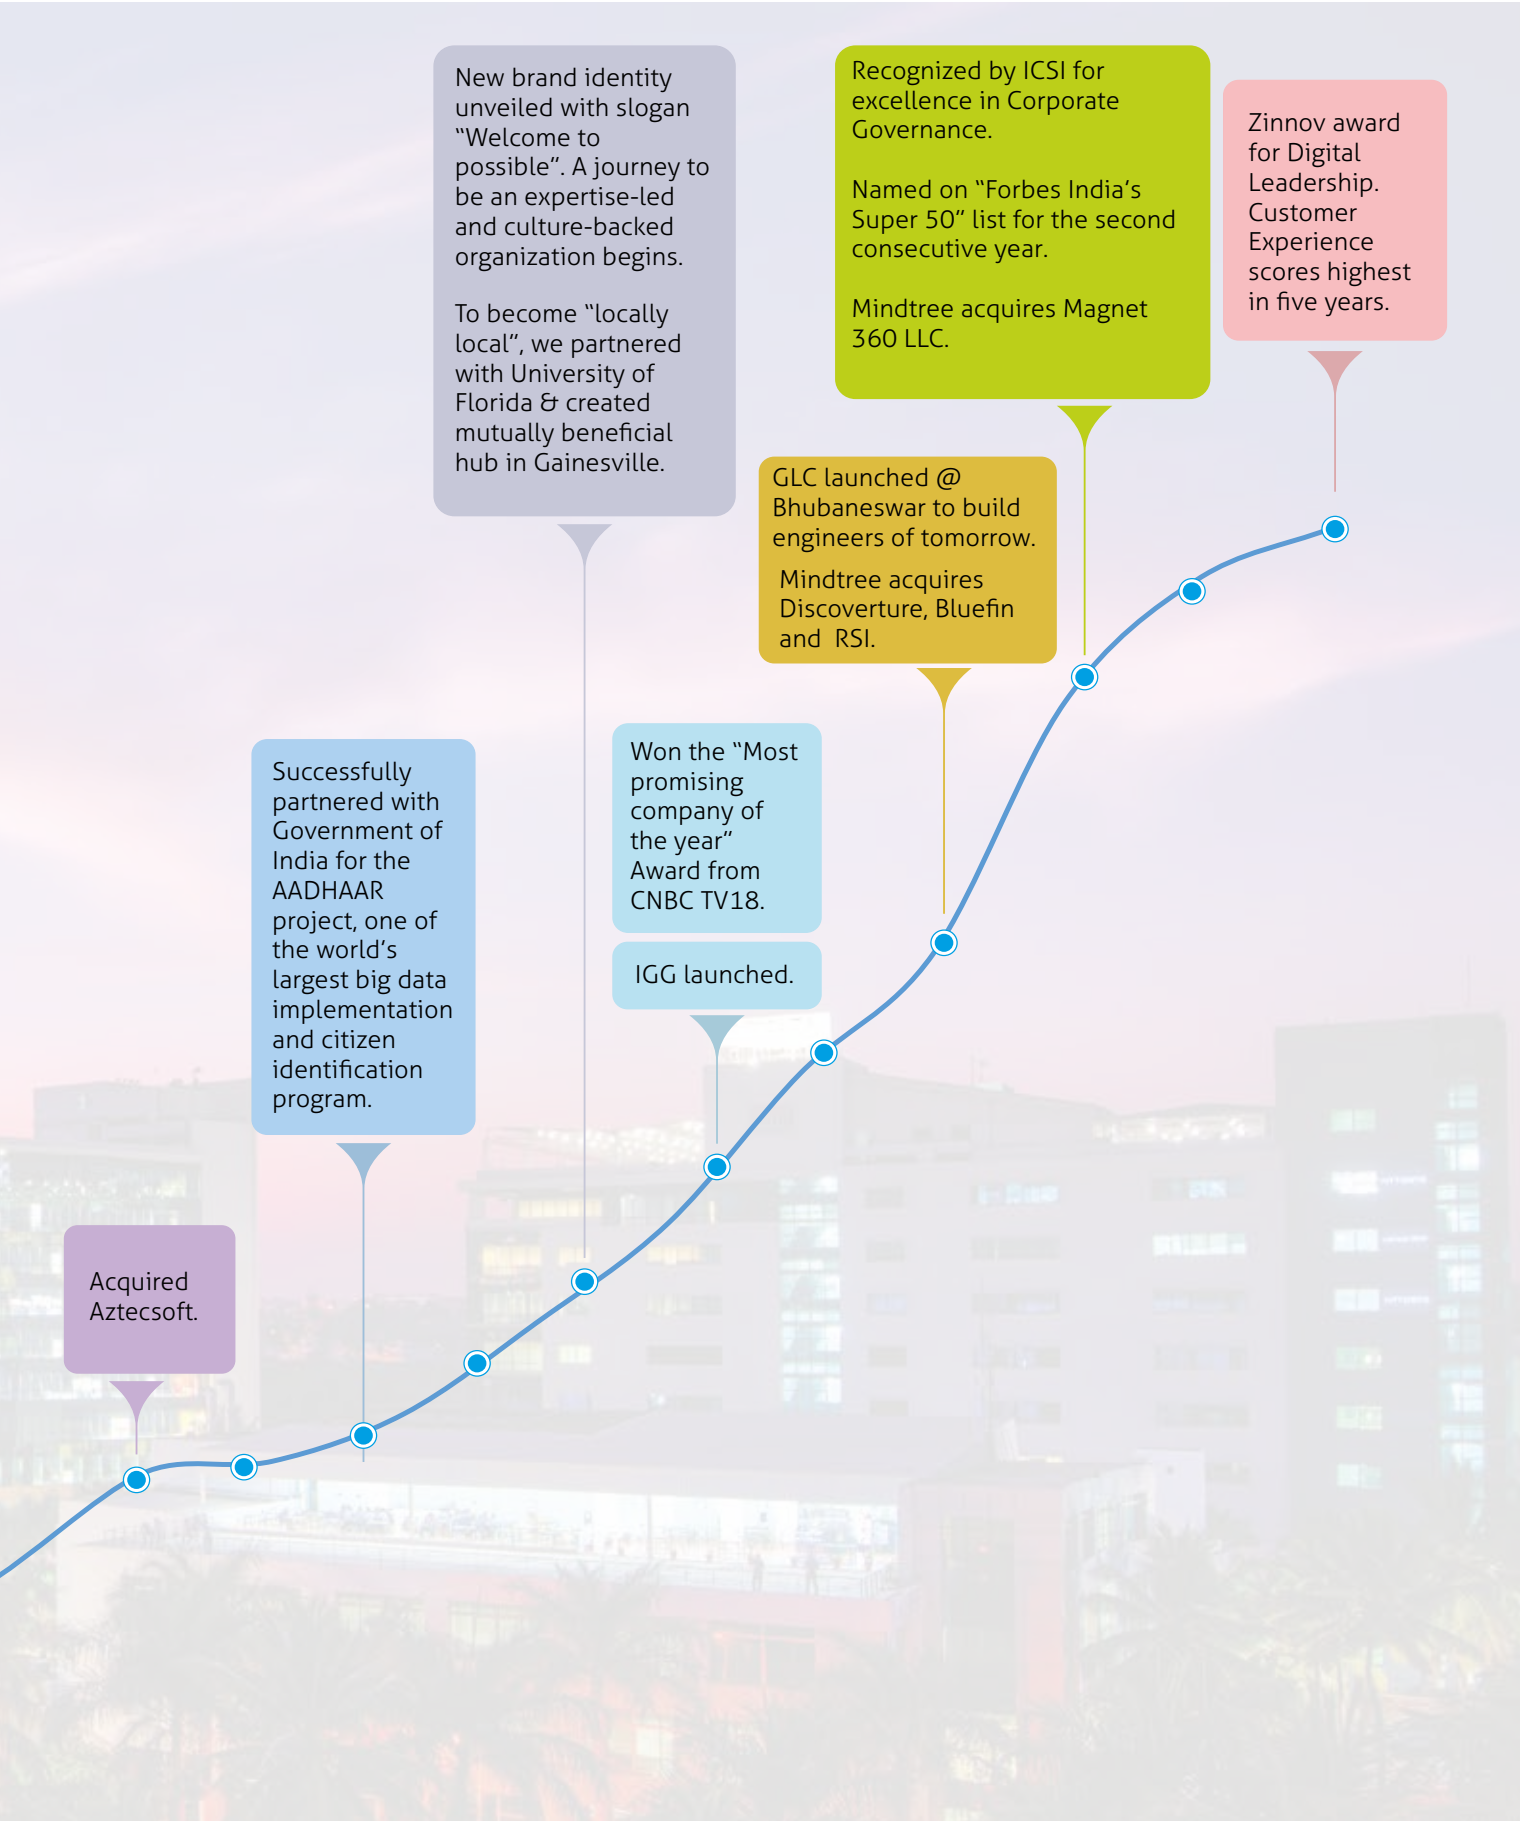 New brand identity
unveiled with slogan
“Welcome to
possible”. A journey to
be an expertise-led
and culture-backed
organization begins.
To become “locally
local”, we partnered
with University of
Florida & created
mutually beneficial
hub in Gainesville.
Recognized by ICSI for
excellence in Corporate
Governance.
Named on “Forbes India’s
Super 50” list for the second
consecutive year.
Mindtree acquires Magnet
360 LLC.
Zinnov award
for Digital
Leadership.
Customer
Experience
scores highest
in five years.
GLC launched @
Bhubaneswar to build
engineers of tomorrow.
Mindtree acquires
Discoverture, Bluefin
and RSI.
Successfully
partnered with
Government of
India for the
AADHAAR
project, one of
the world’s
largest big data
implementation
and citizen
identification
program.
Won the “Most
promising
company of
the year”
Award from
CNBC TV18.
IGG launched.
Acquired
Aztecsoft.